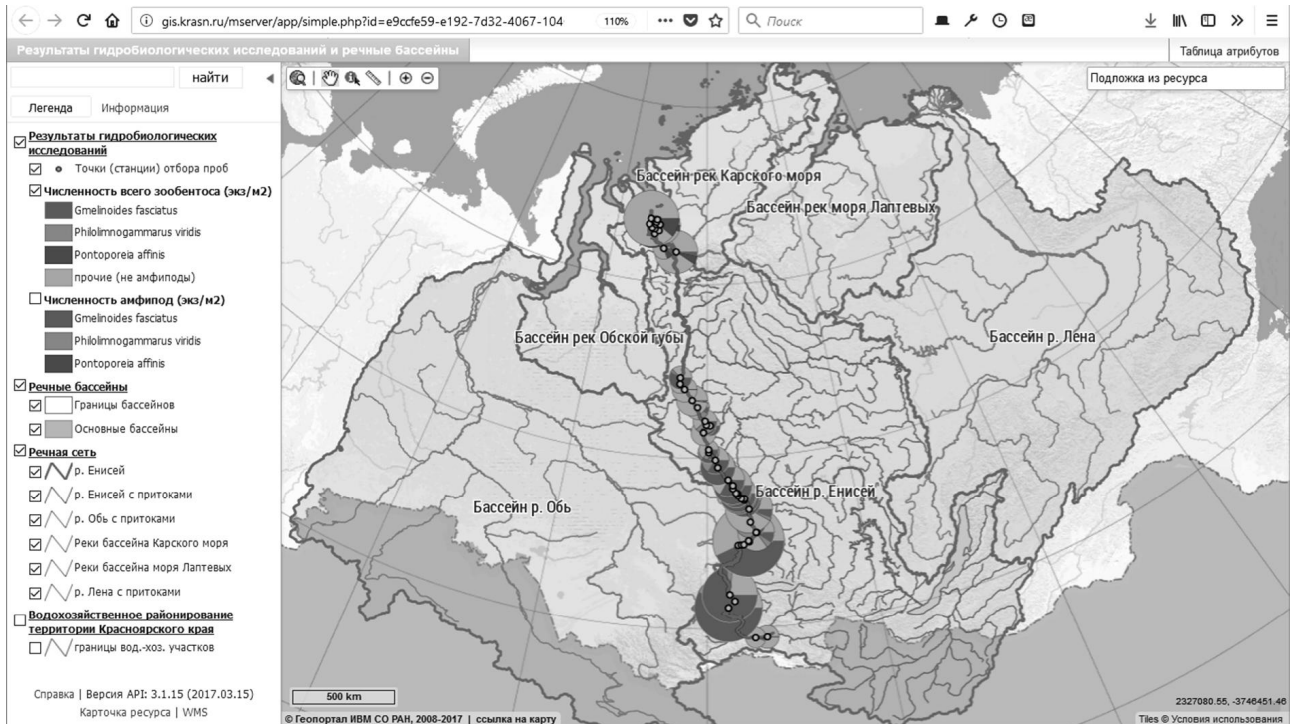 gis.krasn.ru/mserver/app/simple.php?id=e9ccfe59-e192-7d32-4067-104
110%
Поиск
Результаты гидробиологических исследований и речные бассейны
Таблица атрибутов
найти
Подложка из ресурса
Легенда
Информация
Результаты гидробиологических
исследований
Точки (станции) отбора проб
Численность всего зообентоса (экз/м2)
Gmelinoides fasciatus
Philolimnogammarus viridis
Pontoporeia affinis
прочие (не амфиподы)
Численность амфипод (экз/м2)
Gmelinoides fasciatus
Philolimnogammarus viridis
Pontoporeia affinis
Речные бассейны
Границы бассейнов
Основные бассейны
Речная сеть
р. Енисей
р. Енисей с притоками
р. Обь с притоками
Реки бассейна Карского моря
Реки бассейна моря Лаптевых
р. Лена с притоками
Водохозяйственное районирование
территории Красноярского края
границы вод.-хоз. участков
Справка | Версия API: 3.1.15 (2017.03.15)
Карточка ресурса | WMS
Бассейн рек Карского моря
Бассейн рек моря Лаптевых
Бассейн рек Обской губы
Бассейн р. Лена
Бассейн р. Енисей
Бассейн р. Обь
500 km
2327080.55, -3746451.46
© Геопортал ИВМ СО РАН, 2008-2017 | ссылка на карту
Tiles © Условия использования